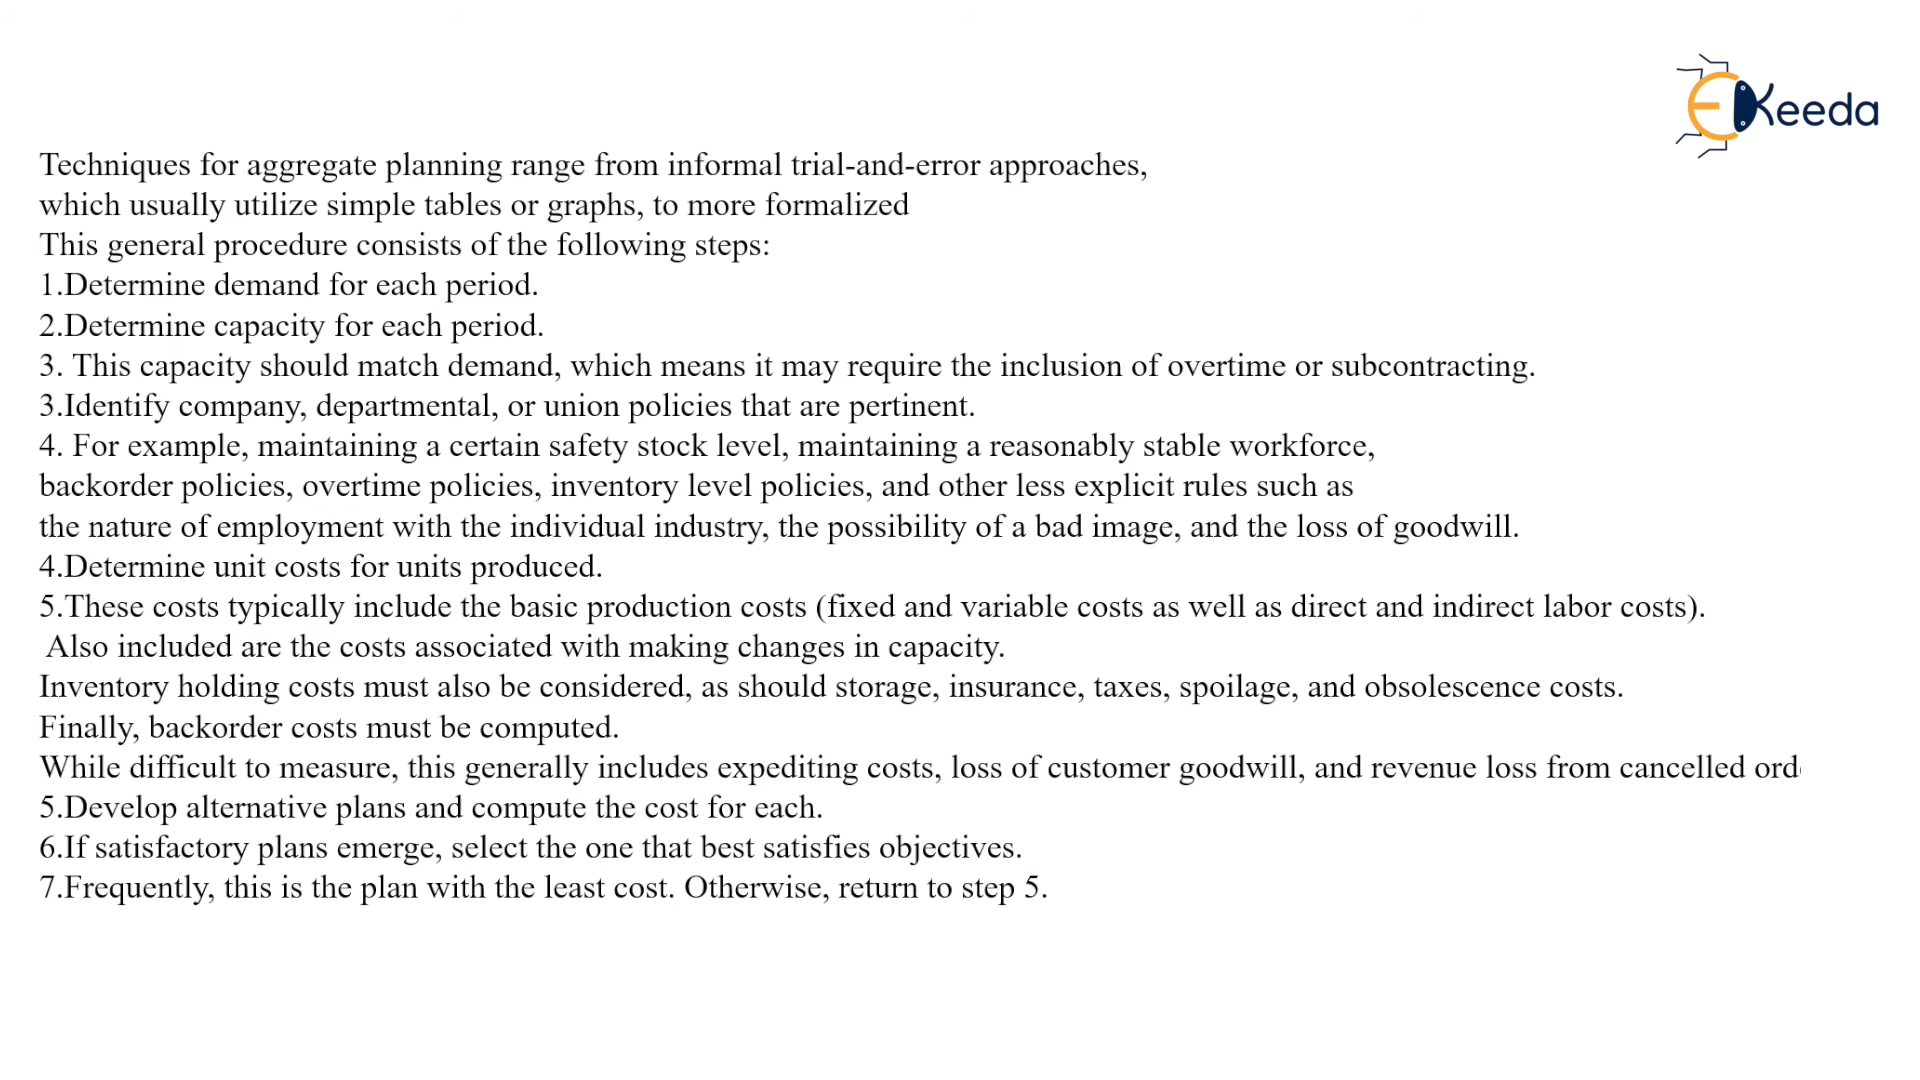 EKeeda
Techniques for aggregate planning range from informal trial-and-error approaches,
which usually utilize simple tables or graphs, to more formalized
This general procedure consists of the following steps:
1.Determine demand for each period.
2.Determine capacity for each period.
3. This capacity should match demand, which means it may require the inclusion of overtime or subcontracting.
3.Identify company, departmental, or union policies that are pertinent.
4. For example, maintaining a certain safety stock level, maintaining a reasonably stable workforce,
backorder policies, overtime policies, inventory level policies, and other less explicit rules such as
the nature of employment with the individual industry, the possibility of a bad image, and the loss of goodwill.
4.Determine unit costs for units produced.
5.These costs typically include the basic production costs (fixed and variable costs as well as direct and indirect labor costs).
Also included are the costs associated with making changes in capacity.
Inventory holding costs must also be considered, as should storage, insurance, taxes, spoilage, and obsolescence costs.
Finally, backorder costs must be computed.
While difficult to measure, this generally includes expediting costs, loss of customer goodwill, and revenue loss from cancelled
5.Develop alternative plans and compute the cost for each.
6.If satisfactory plans emerge, select the one that best satisfies objectives.
7.Frequently, this is the plan with the least cost. Otherwise, return to step 5.